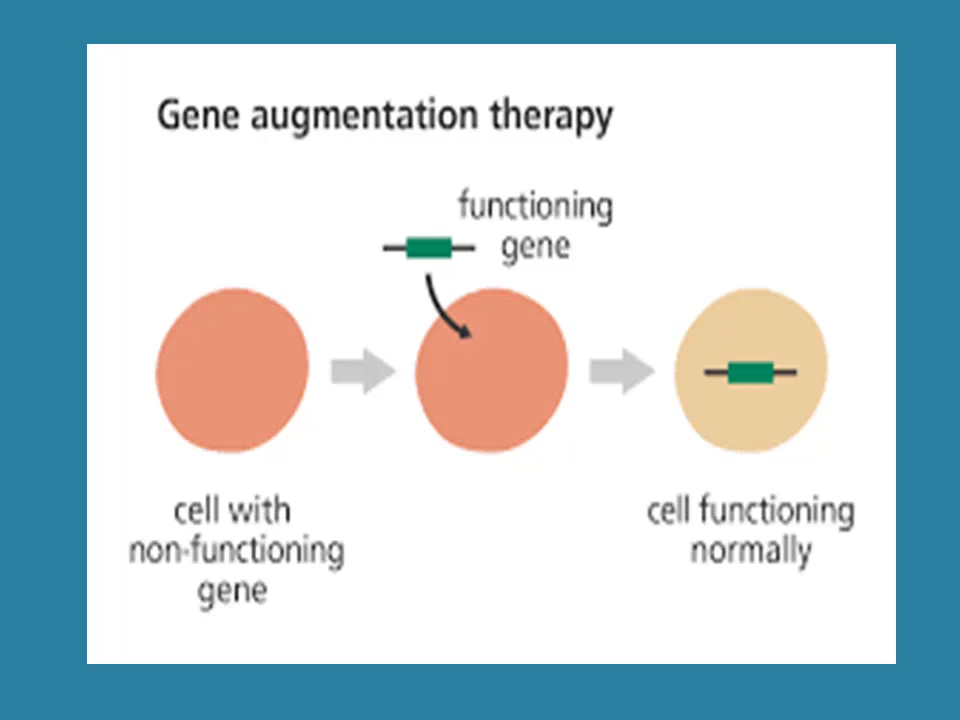 Gene augmentation therapy
functioning
gene
cell with
non-functioning
gene
cell functioning
normally